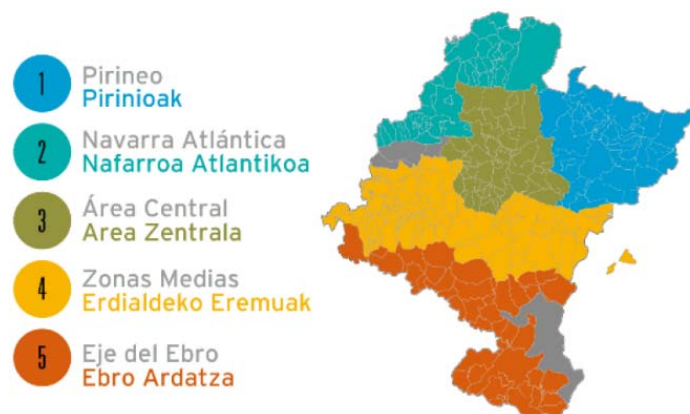 1
Pirineo
Pirinioak
2
Navarra Atlántica
Nafarroa Atlantikoa
3
Área Central
Area Zentrala
4
Zonas Medias
Erdialdeko Eremuak
5
Eje del Ebro
Ebro Ardatza